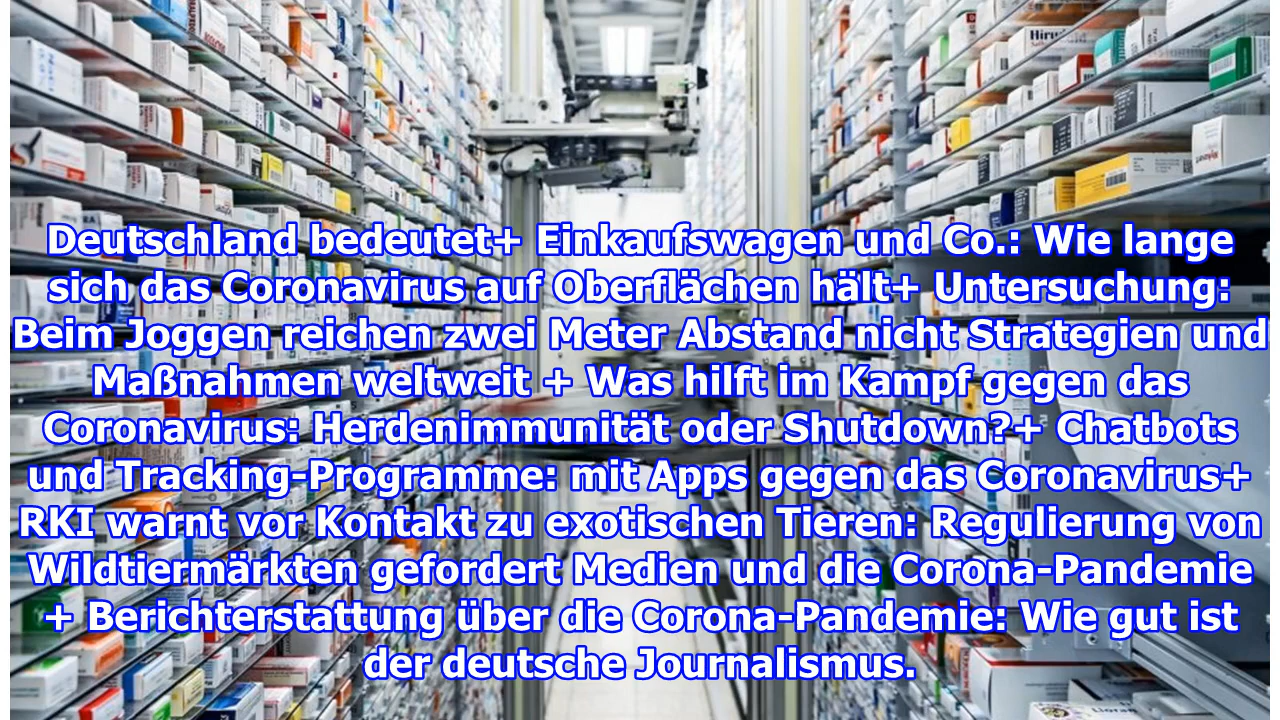 Hirud
Deutschland bedeutet+ Einkaufswagen und Co.: Wie lange
sich das Coronavirus auf Oberflächen hält+ Untersuchung:
Beim Joggen reichen zwei Meter Abstand nicht Strategien und
Maßnahmen weltweit + Was hilft im Kampf gegen das
Coronavirus: Herdenimmunität oder Shutdown?+ Chatbots
und Tracking-Programme: mit Apps gegen das Coronavirus+
RKI warnt vor Kontakt zu exotischen Tieren: Regulierung von
Wildtiermärkten gefordert Medien und die Corona-Pandemie
+ Berichterstattung über die Corona-Pandemie: Wie gut ist
der deutsche Journalismus.